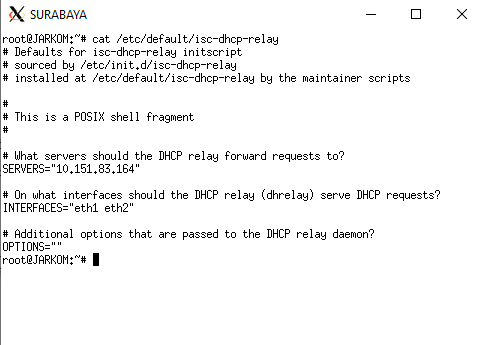 SURABAYA
root@JARKOM:~# cat /etc/default/isc-dhcp-relay
# Defaults for isc-dhcp-relay initscript
# sourced by /etc/init.d/isc-dhcp-relay
# installed at /etc/default/isc-dhcp-relay by the maintainer scripts
#
# This is a POSIX shell fragment
#
# What servers should the DHCP relay forward requests to?
SERVERS="10.151.83.164"
# On what interfaces should the DHCP relay (dhrelay) serve DHCP requests?
INTERFACES="eth1 eth2"
# Additional options that are passed to the DHCP relay daemon?
OPTIONS=""
root@JARKOM:~#